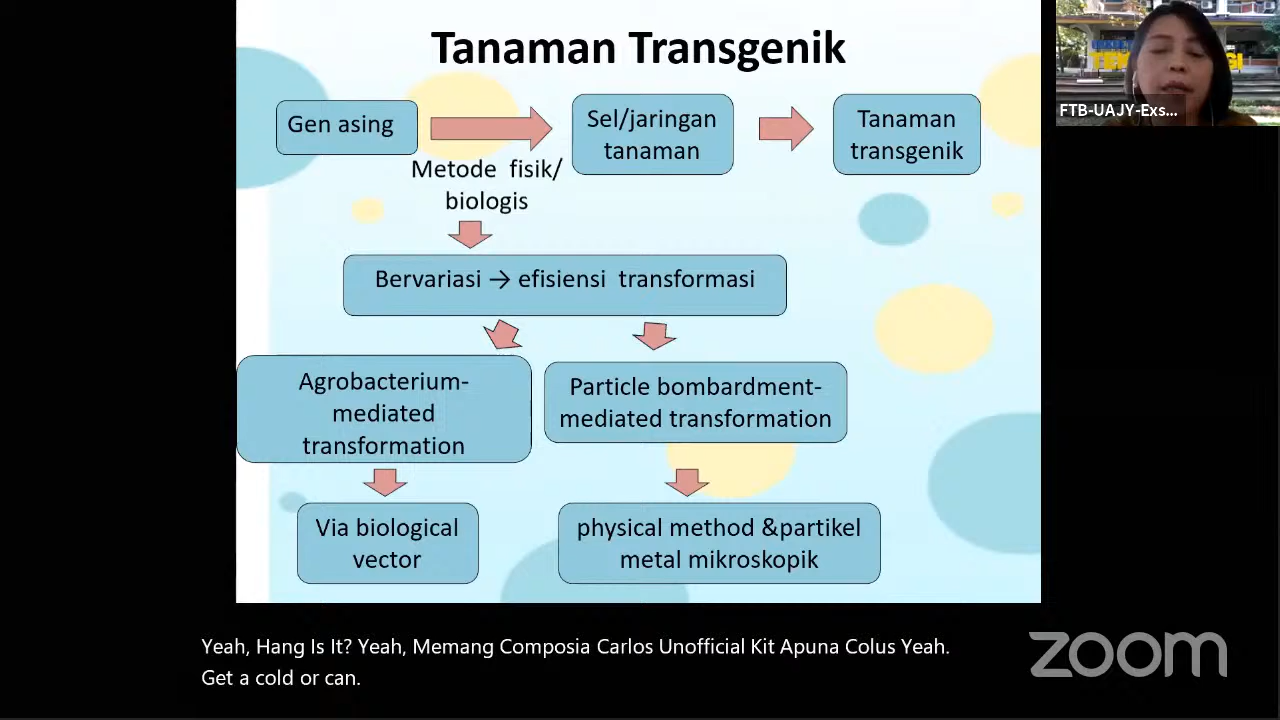 Tanaman Transgenik
Gen asing
Sel/jaringan
tanaman
Tanaman
transgenik
Metode fisik/
biologis
Bervariasi → efisiensi transformasi
Agrobacterium-
mediated
transformation
Particle bombardment-
mediated transformation
Via biological
vector
physical method &partikel
metal mikroskopik
FTB-UAJY-Exs...
Yeah, Hang Is It? Yeah, Memang Composia Carlos Unofficial Kit Apuna Colus Yeah.
Get a cold or can.
zoom